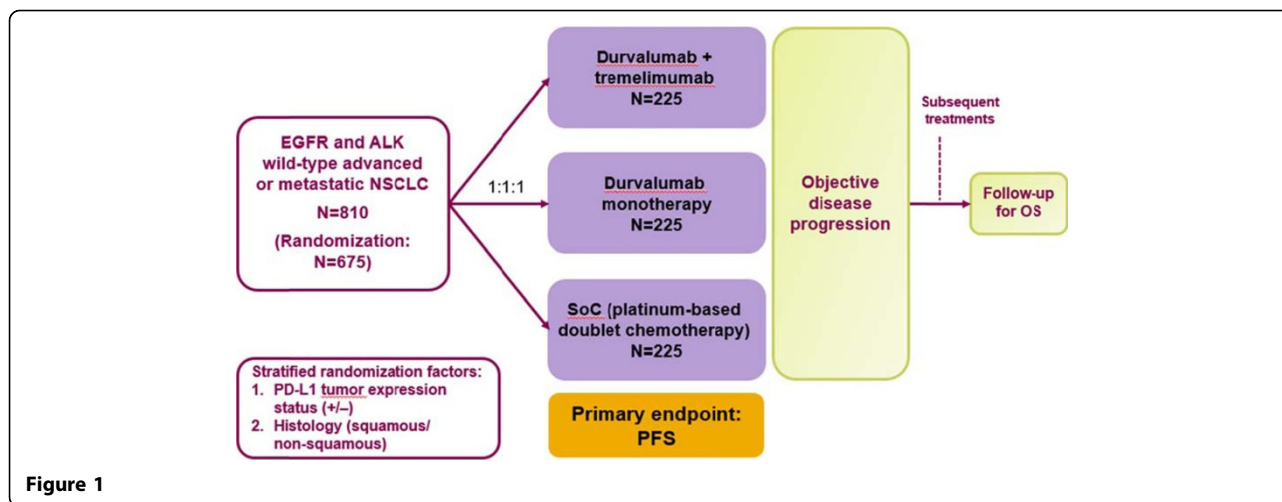 EGFR and ALK
wild-type advanced
or metastatic NSCLC
N=810
(Randomization:
N=675)
1:1:1
Durvalumab +
tremelimumab
N=225
Durvalumab
monotherapy
N=225
SoC (platinum-based
doublet chemotherapy)
N=225
Objective
disease
progression
Subsequent
treatments
Follow-up
for OS
Stratified randomization factors:
1. PD-L1 tumor expression
status (+/–)
2. Histology (squamous/
non-squamous)
Primary endpoint:
PFS
Figure 1